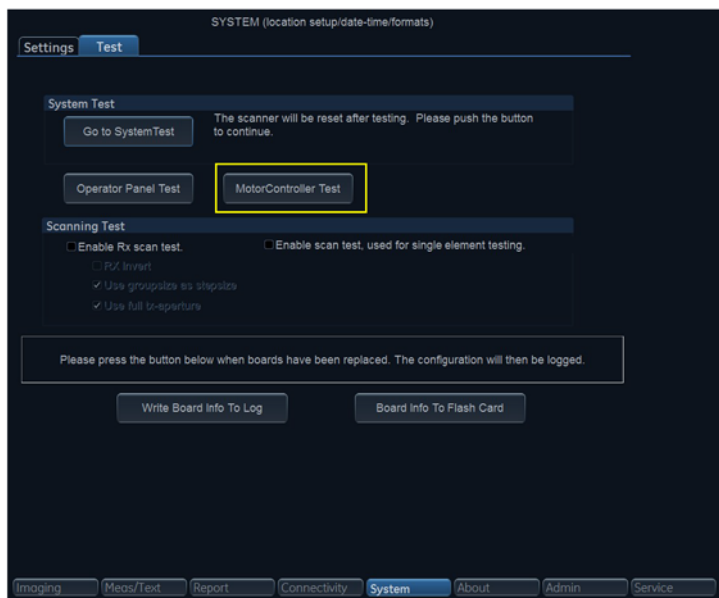 SYSTEM (location setup/date-time/formats)
Settings Test
System Test
Go to SystemTest
The scanner will be reset after testing. Please push the button
to continue.
Operator Panel Test MotorController Test
Scanning Test
Enable Rx scan test. Enable scan test, used for single element testing.
RX Invert
Use groupsize as stepsize
Use full tx-aperture
Please press the button below when boards have been replaced. The configuration will then be logged.
Write Board Info To Log Board Info To Flash Card
Imaging Meas/Text Report Connectivity System About Admin Service